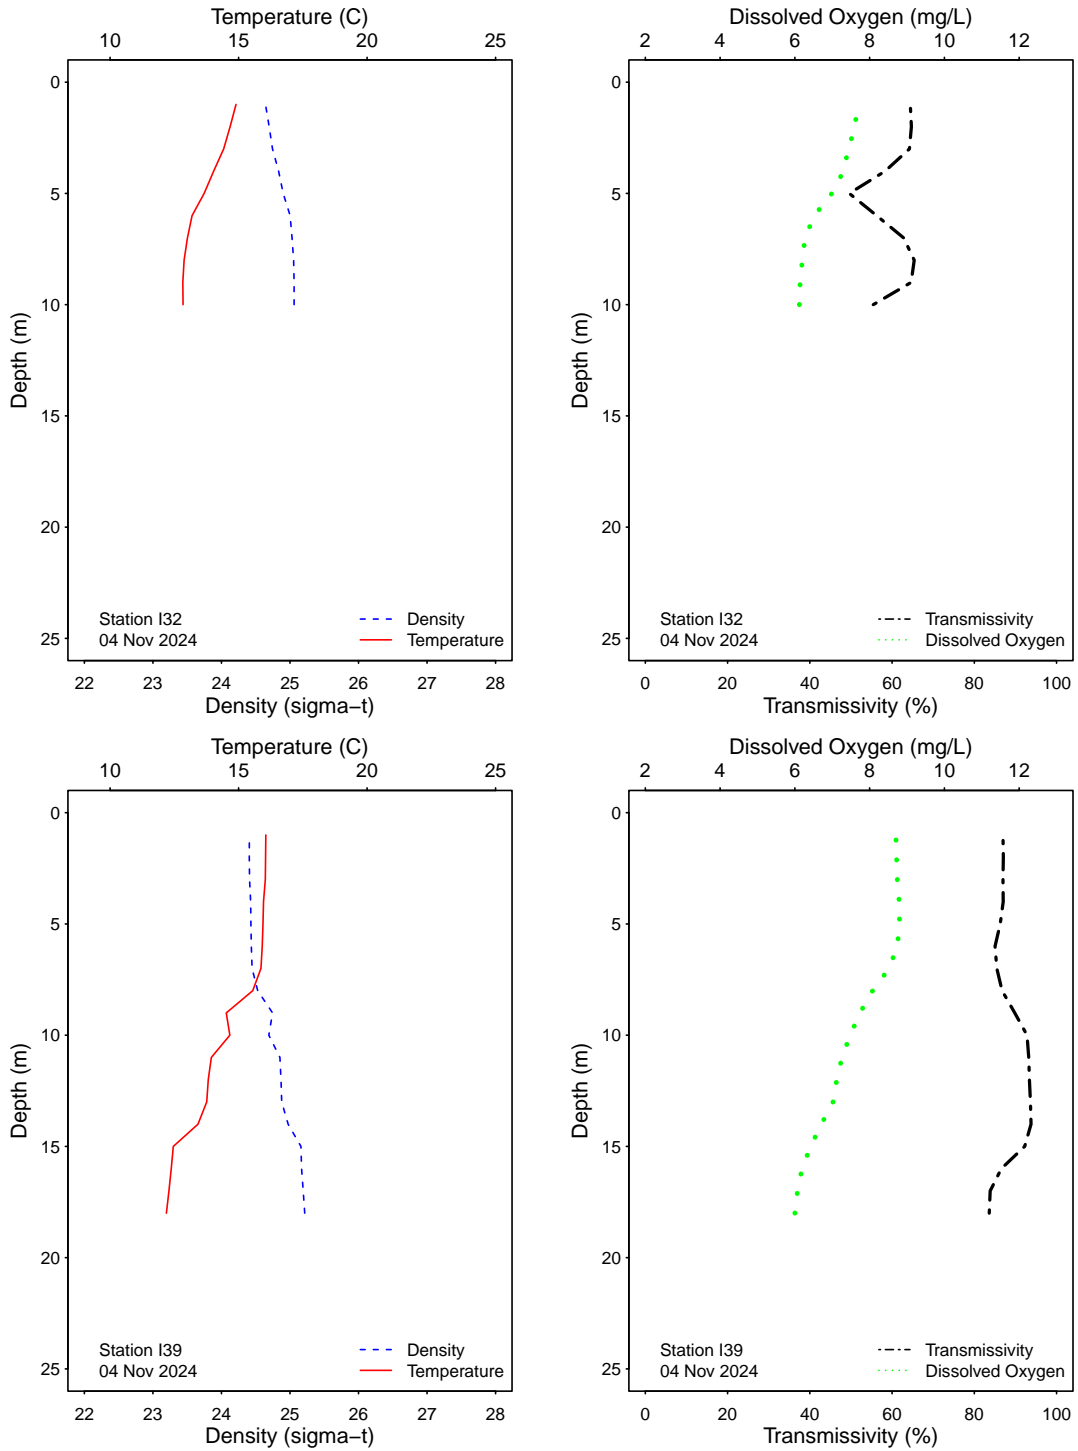 Temperature (C)
10 15 20 25
0
5
10
15
20
25
Depth (m)
Station I32
04 Nov 2024
Density
Temperature
22 23 24 25 26 27 28
Density (sigma−t)
Dissolved Oxygen (mg/L)
2 4 6 8 10 12
0
5
10
15
20
25
Depth (m)
Station I32
04 Nov 2024
Transmissivity
Dissolved Oxygen
0 20 40 60 80 100
Transmissivity (%)
Temperature (C)
10 15 20 25
0
5
10
15
20
25
Depth (m)
Station I39
04 Nov 2024
Density
Temperature
22 23 24 25 26 27 28
Density (sigma−t)
Dissolved Oxygen (mg/L)
2 4 6 8 10 12
0
5
10
15
20
25
Depth (m)
Station I39
04 Nov 2024
Transmissivity
Dissolved Oxygen
0 20 40 60 80 100
Transmissivity (%)